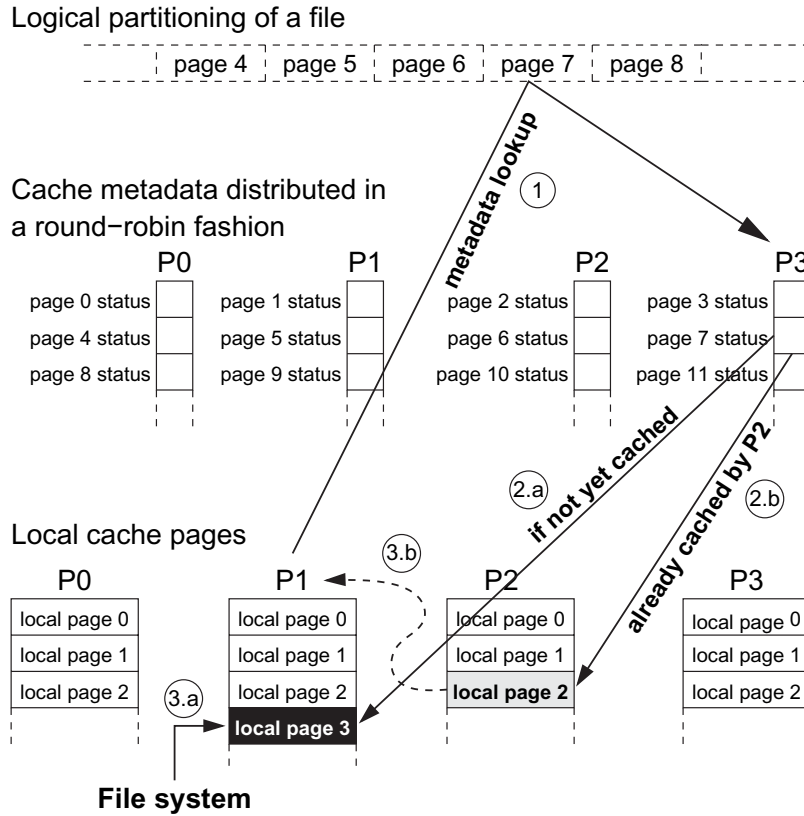 Logical partitioning of a file
page 4 page 5 page 6 page 7 page 8
metadata lookup
1
Cache metadata distributed in
a round−robin fashion
P0 P1 P2 P3
page 0 status page 1 status page 2 status page 3 status
page 4 status page 5 status page 6 status page 7 status
page 8 status page 9 status page 10 status page 11 status
if not yet cached
2.a
already cached by P2
2.b
Local cache pages
3.b
P0 P1 P2 P3
local page 0 local page 0 local page 0 local page 0
local page 1 local page 1 local page 1 local page 1
local page 2 local page 2 local page 2 local page 2
3.a
local page 3
File system